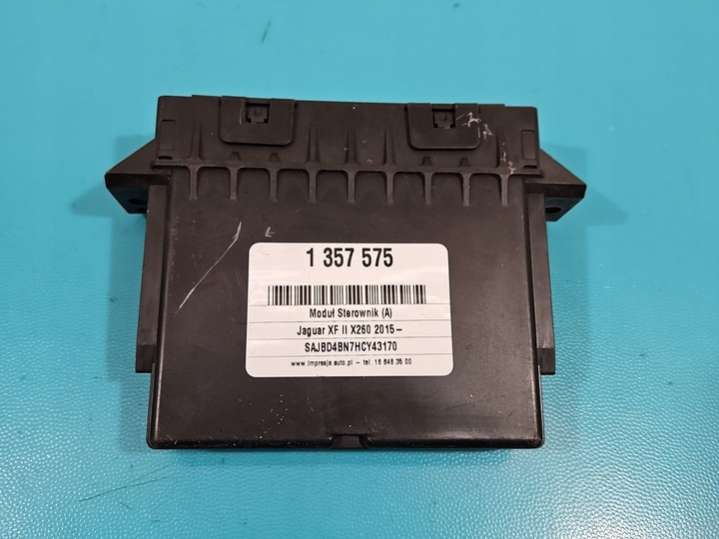 1 357 575
Moduł Sterownik (A)
Jaguar XF II X260 2015-
SAJBD4BN7HCY43170
www.impresja auto.pl - tel. 16 648 35 00